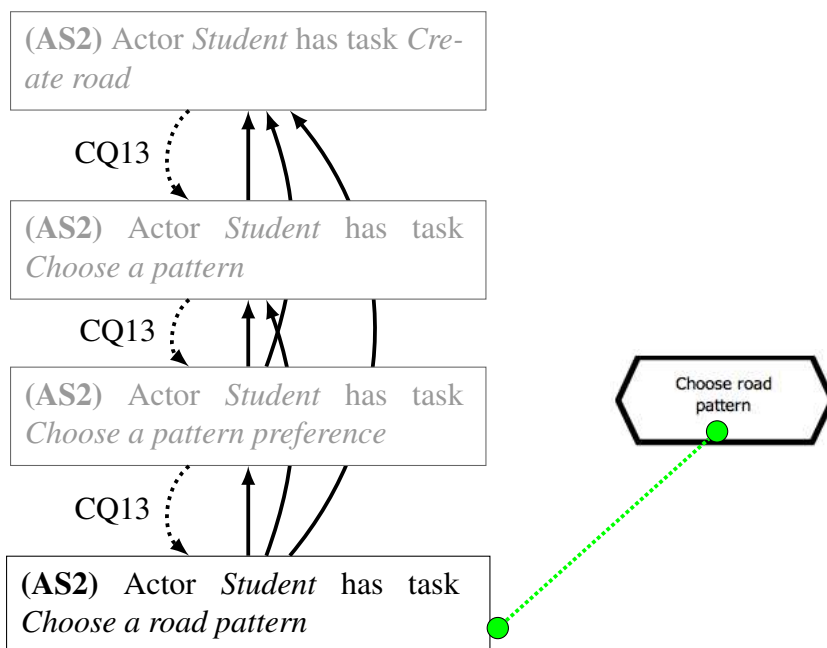 (AS2) Actor Student has task Cre-
ate road
CQ13
(AS2) Actor Student has task
Choose a pattern
CQ13
(AS2) Actor Student has task
Choose a pattern preference
Choose road
pattern
CQ13
(AS2) Actor Student has task
Choose a road pattern